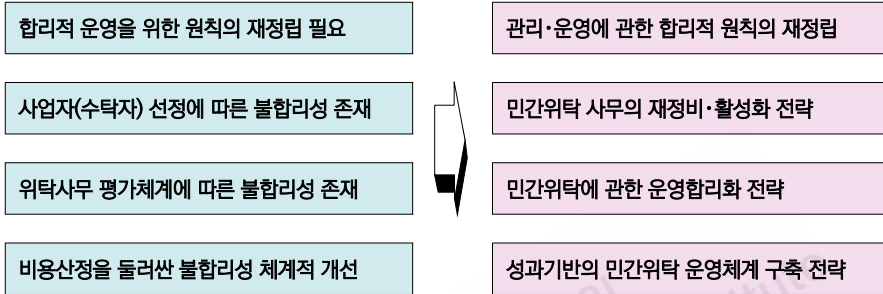 합리적 운영을 위한 원칙의 재정립 필요
관리·운영에 관한 합리적 원칙의 재정립
사업자(수탁자) 선정에 따른 불합리성 존재
민간위탁 사무의 재정비·활성화 전략
위탁사무 평가체계에 따른 불합리성 존재
민간위탁에 관한 운영합리화 전략
비용산정을 둘러싼 불합리성 체계적 개선
성과기반의 민간위탁 운영체계 구축 전략